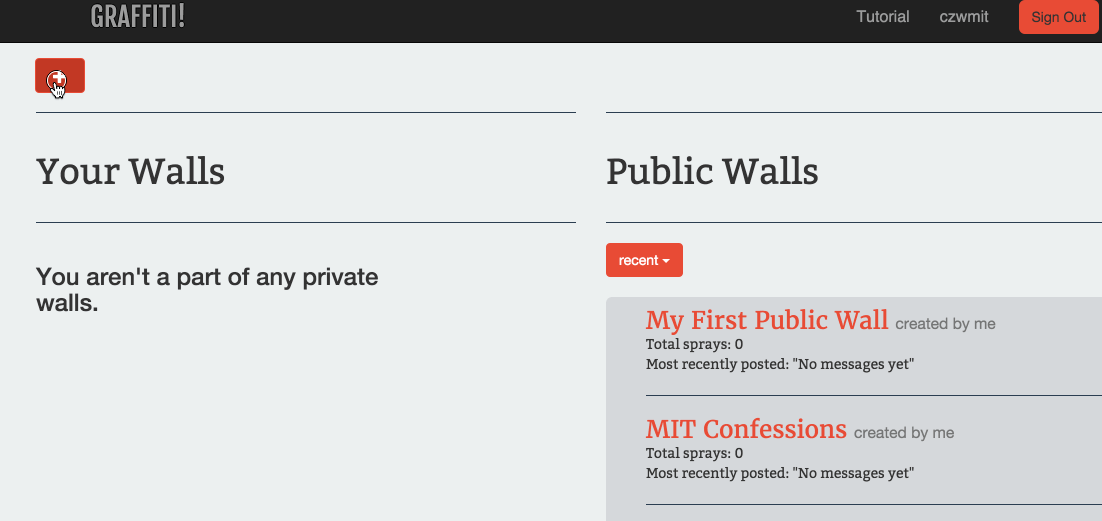 GRAFFITI!
Tutorial
czwmit
Sign Out
Your Walls
You aren't a part of any private
walls.
Public Walls
recent
My First Public Wall created by me
Total sprays: 0
Most recently posted: "No messages yet"
MIT Confessions created by me
Total sprays: 0
Most recently posted: "No messages yet"